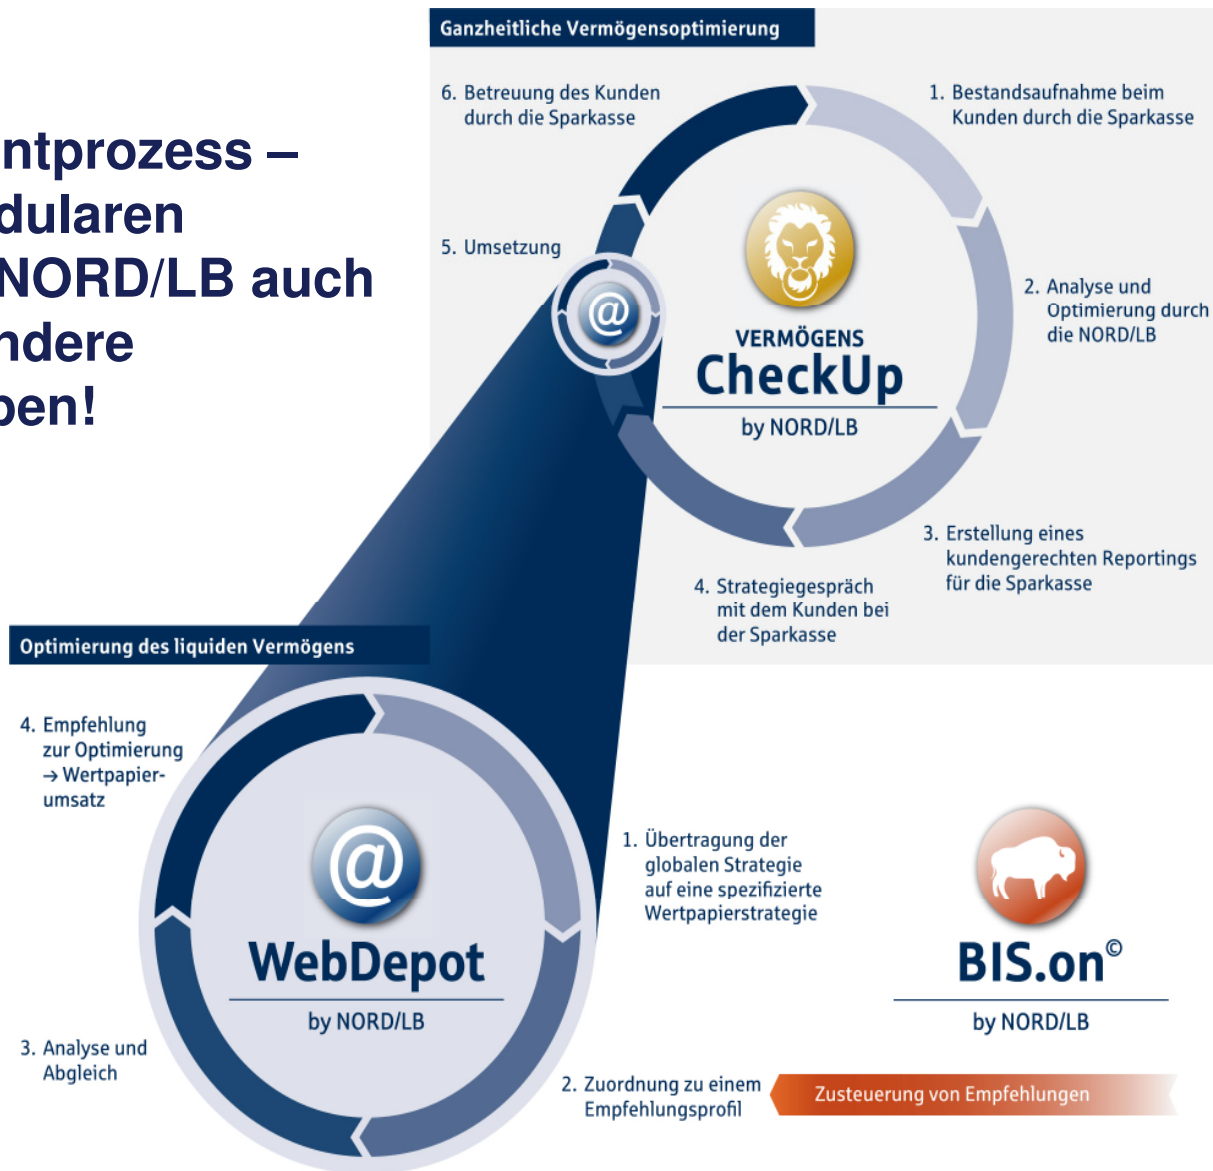 ntprozess –
dularen
NORD/LB auch
ndere
ben!
Ganzheitliche Vermögensoptimierung
6. Betreuung des Kunden
durch die Sparkasse
1. Bestandsaufnahme beim
Kunden durch die Sparkasse
5. Umsetzung
@
2. Analyse und
Optimierung durch
die NORD/LB
VERMÖGENS
CheckUp
by NORD/LB
3. Erstellung eines
kundengerechten Reportings
für die Sparkasse
4. Strategiegespräch
mit dem Kunden bei
der Sparkasse
Optimierung des liquiden Vermögens
4. Empfehlung
zur Optimierung
→ Wertpapier-
umsatz
@
WebDepot
by NORD/LB
1. Übertragung der
globalen Strategie
auf eine spezifizierte
Wertpapierstrategie
BIS.on©
by NORD/LB
3. Analyse und
Abgleich
2. Zuordnung zu einem
Empfehlungsprofil
Zusteuerung von Empfehlungen